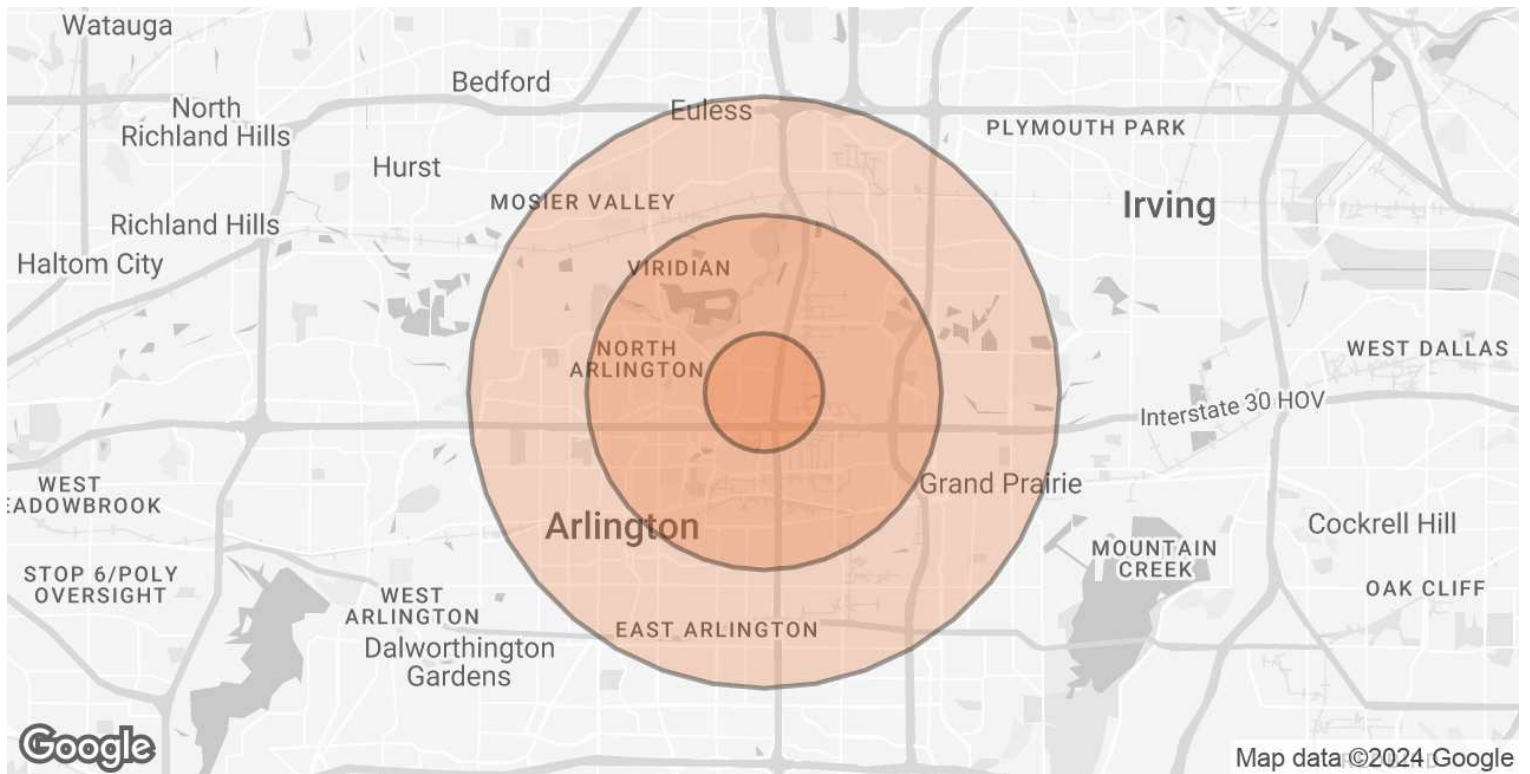 Watauga
Bedford
North
Richland Hills
Euless
PLYMOUTH PARK
Hurst
MOSIER VALLEY
Irving
Richland Hills
Haltom City
VIRIDIAN
NORTH
ARLINGTON
WEST DALLAS
Interstate 30 HOV
WEST
EADOWBROOK
Grand Prairie
Arlington
Cockrell Hill
MOUNTAIN
CREEK
STOP 6/POLY
OVERSIGHT
OAK CLIFF
WEST
ARLINGTON
EAST ARLINGTON
Dalworthington
Gardens
Google
Map data ©2024 Google